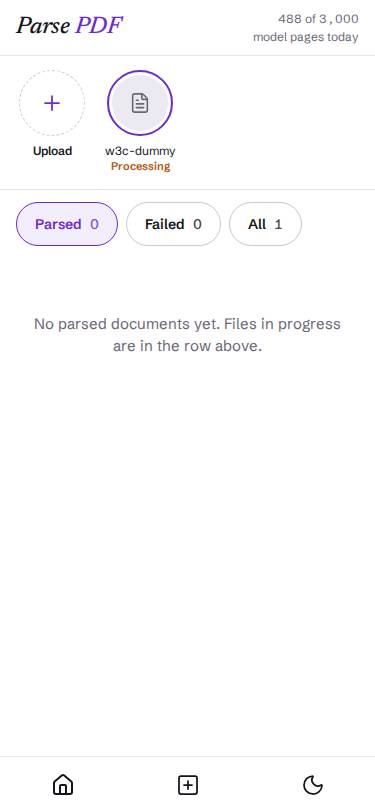 Parse PDF
488 of 3,000
model pages today
Upload
w3c-dummy
Processing
Parsed 0
Failed 0
All 1
No parsed documents yet. Files in progress
are in the row above.